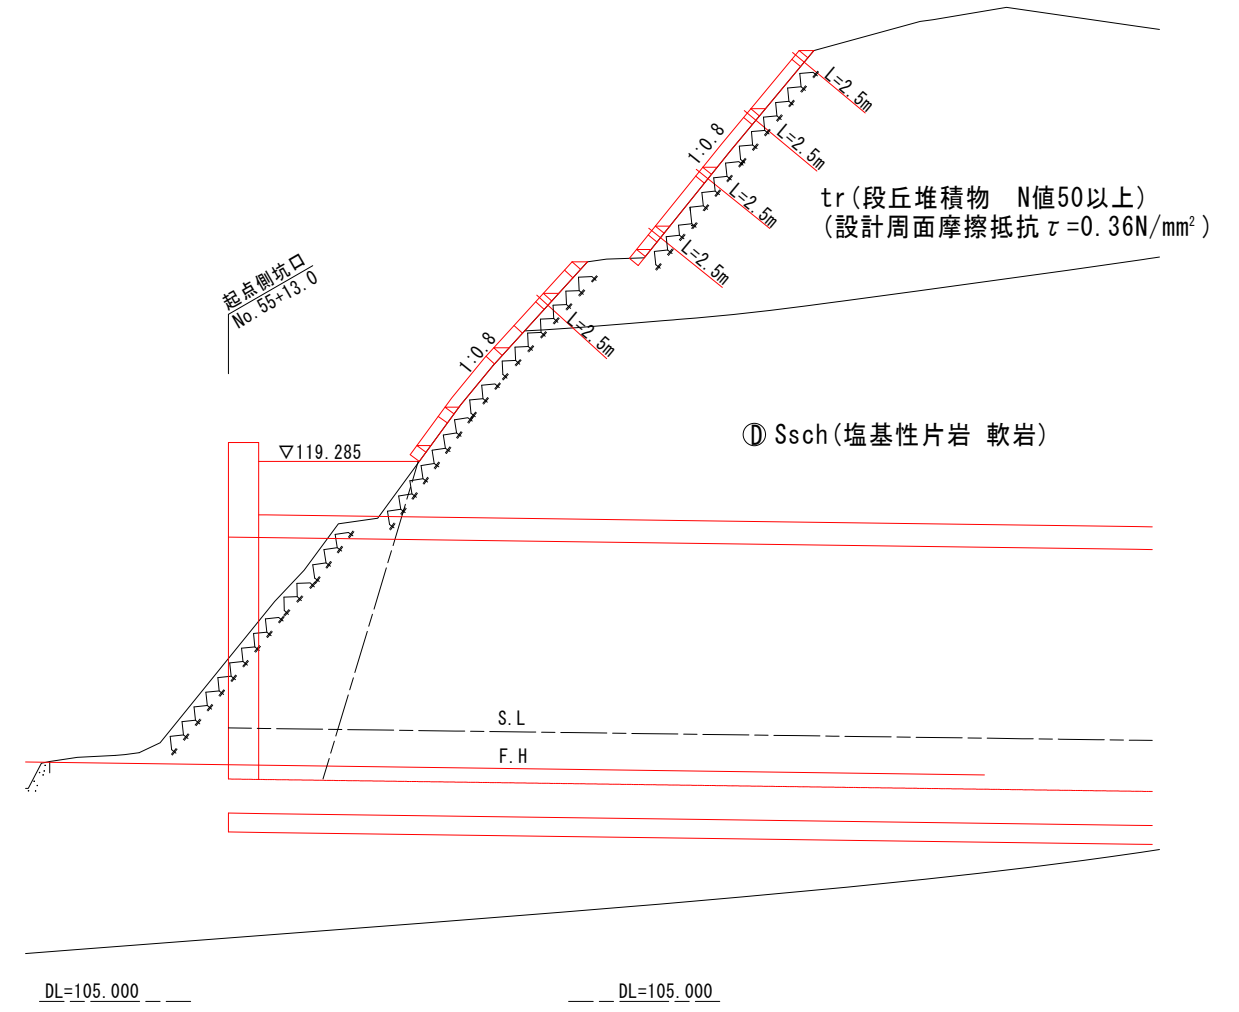 L=2.5m
L=2.5m
1:0.8
L=2.5m
tr(段丘堆積物　N値50以上)
(設計周面摩擦抵抗τ=0.36N/mm²)
L=2.5m
起点側坑口
No.55+13.0
L=2.5m
1:0.8
Ⓓ Ssch(塩基性片岩 軟岩)
▽119.285
S.L
F.H
DL=105.000
DL=105.000